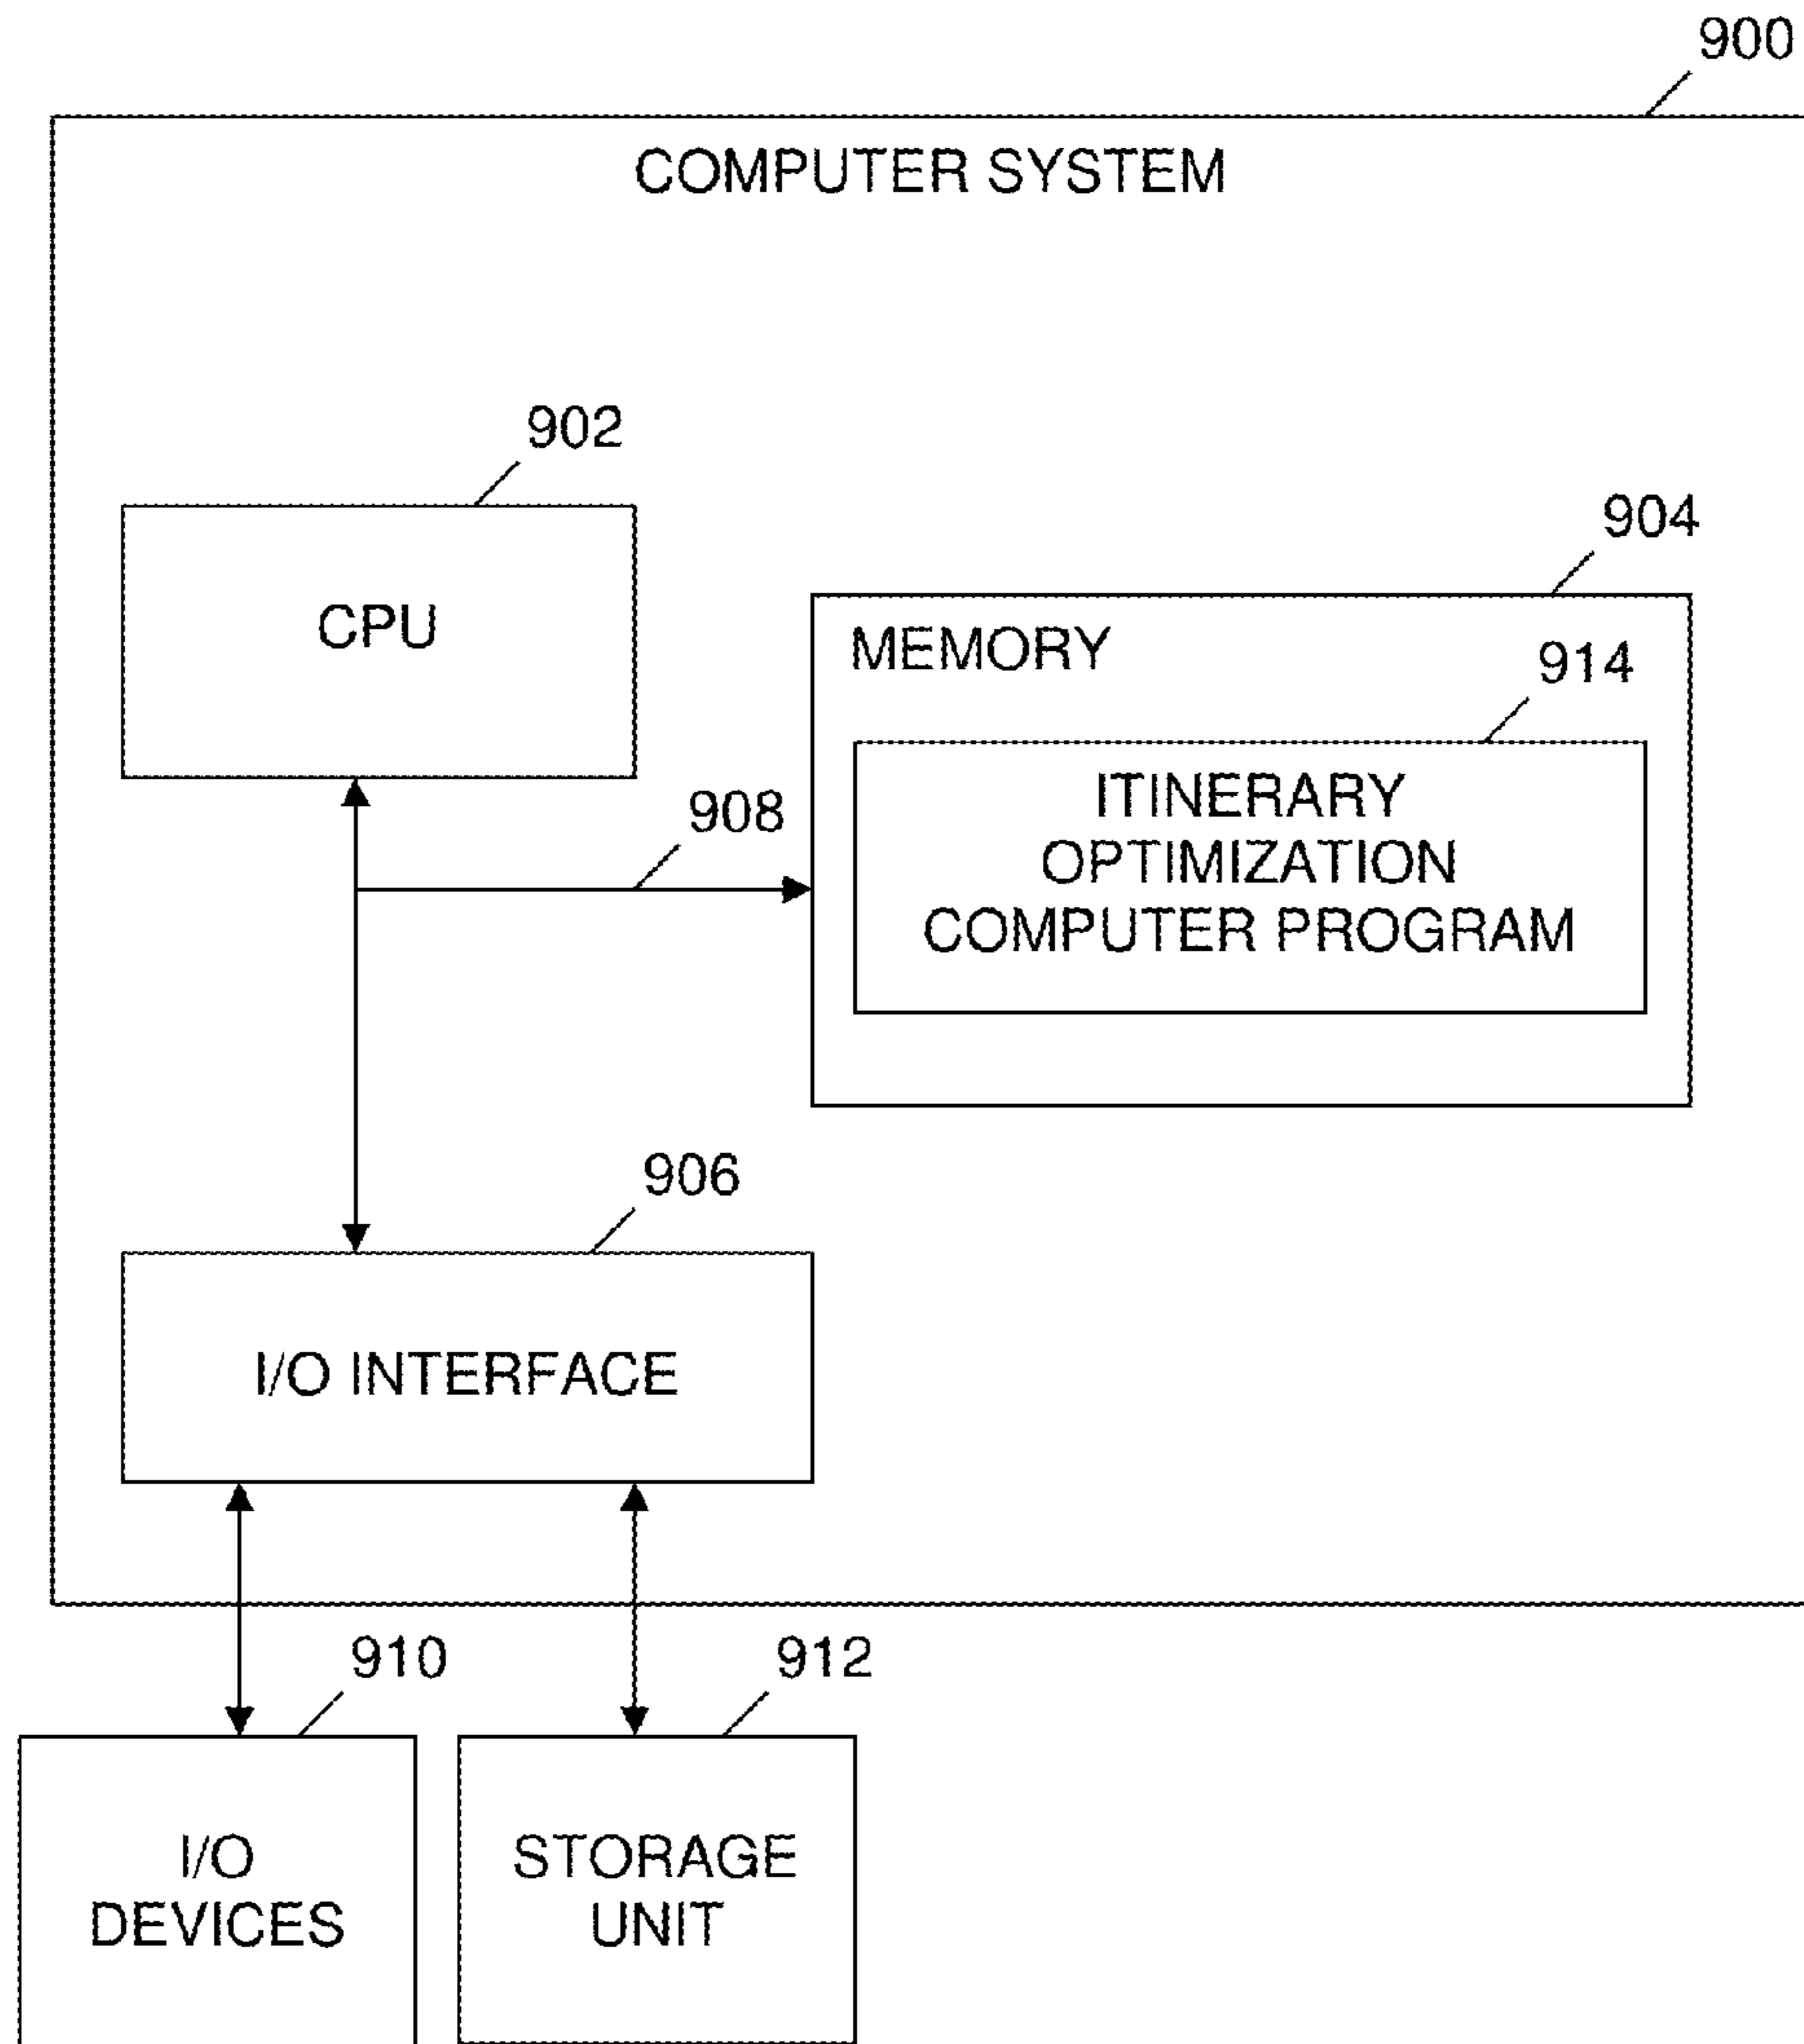 900
COMPUTER SYSTEM
902
CPU
904
MEMORY
914
ITINERARY
OPTIMIZATION
COMPUTER PROGRAM
908
906
I/O INTERFACE
910
912
I/O
DEVICES
STORAGE
UNIT